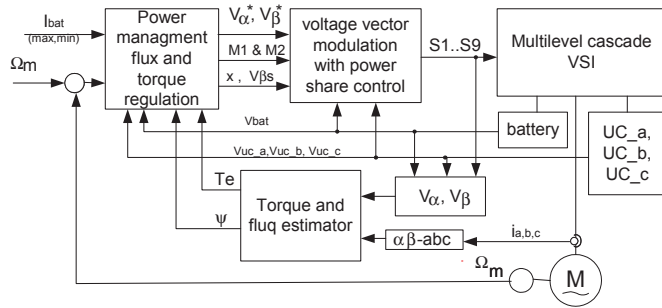 Ibat
(max,min)
Ωm
Power
managment
flux and
torque
regulation
Vα*, Vβ*
M1 & M2
x , Vβs
voltage vector
modulation
with power
share control
S1..S9
Multilevel cascade
VSI
battery
UC_a,
UC_b,
UC_c
Vbat
Vuc_a,Vuc_b, Vuc_c
Te
ψ
Torque and
fluq estimator
Vα, Vβ
αβ-abc
ia,b,c
Ωm
M